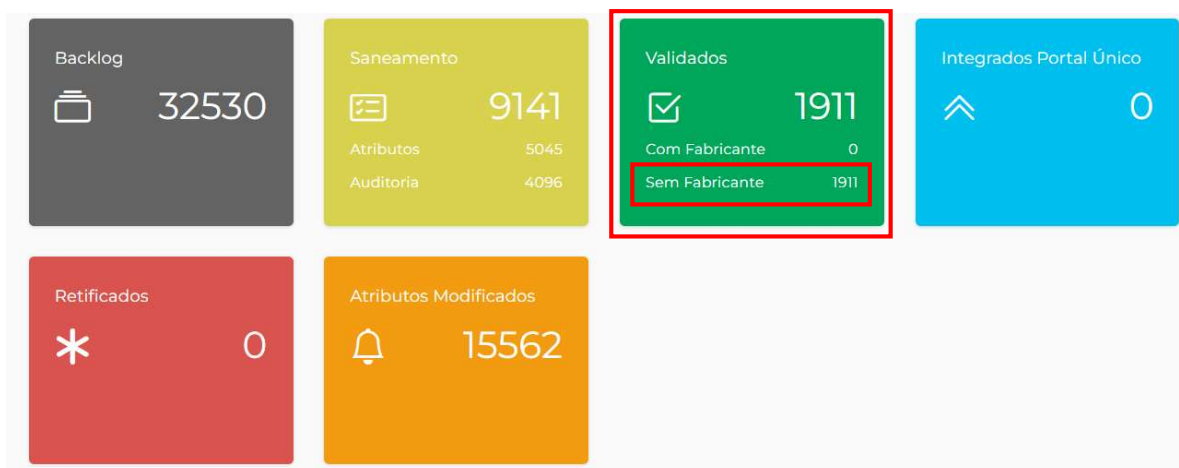 Backlog
32530
Saneamento
9141
Atributos 5045
Auditoria 4096
Validados
1911
Com Fabricante 0
Sem Fabricante 1911
Integrados Portal Único
0
Retificados
0
Atributos Modificados
15562